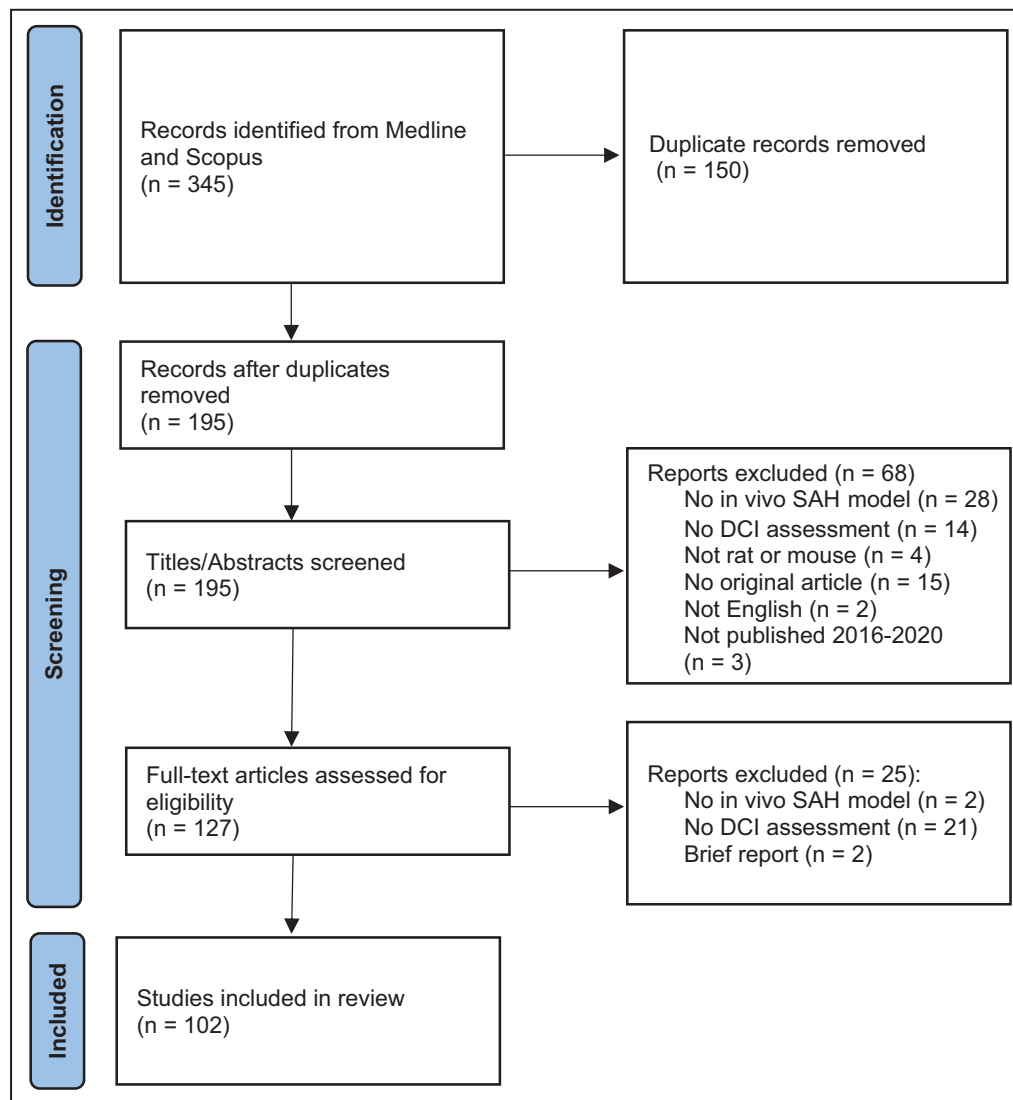 Identification
Records identified from Medline
and Scopus
(n = 345)
Duplicate records removed
(n = 150)
Screening
Records after duplicates
removed
(n = 195)
Titles/Abstracts screened
(n = 195)
Reports excluded (n = 68)
No in vivo SAH model (n = 28)
No DCI assessment (n = 14)
Not rat or mouse (n = 4)
No original article (n = 15)
Not English (n = 2)
Not published 2016-2020
(n = 3)
Full-text articles assessed for
eligibility
(n = 127)
Reports excluded (n = 25):
No in vivo SAH model (n = 2)
No DCI assessment (n = 21)
Brief report (n = 2)
Included
Studies included in review
(n = 102)